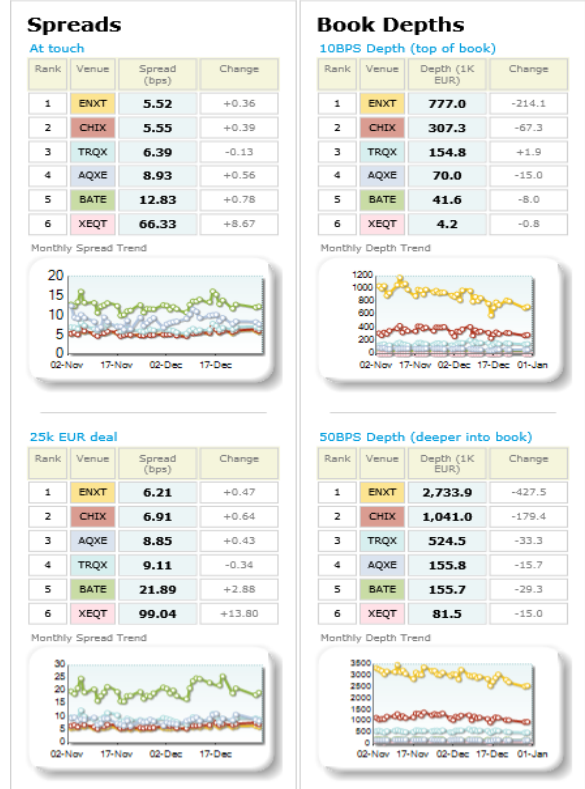 Spreads
At touch
Rank Venue Spread (bps) Change
1 ENXT 5.52 +0.36
2 CHIX 5.55 +0.39
3 TRQX 6.39 -0.13
4 AQXE 8.93 +0.56
5 BATE 12.83 +0.78
6 XEQT 66.33 +8.67
Monthly Spread Trend
20
15
10
5
0
02-Nov 17-Nov 02-Dec 17-Dec
25k EUR deal
Rank Venue Spread (bps) Change
1 ENXT 6.21 +0.47
2 CHIX 6.91 +0.64
3 AQXE 8.85 +0.43
4 TRQX 9.11 -0.34
5 BATE 21.89 +2.88
6 XEQT 99.04 +13.80
Monthly Spread Trend
30
25
20
15
10
5
0
02-Nov 17-Nov 02-Dec 17-Dec
Book Depths
10BPS Depth (top of book)
Rank Venue Depth (1K EUR) Change
1 ENXT 777.0 -214.1
2 CHIX 307.3 -67.3
3 TRQX 154.8 +1.9
4 AQXE 70.0 -15.0
5 BATE 41.6 -8.0
6 XEQT 4.2 -0.8
Monthly Depth Trend
1200
1000
800
600
400
200
0
02-Nov 17-Nov 02-Dec 17-Dec 01-Jan
50BPS Depth (deeper into book)
Rank Venue Depth (1K EUR) Change
1 ENXT 2,733.9 -427.5
2 CHIX 1,041.0 -179.4
3 TRQX 524.5 -33.3
4 AQXE 155.8 -15.7
5 BATE 155.7 -29.3
6 XEQT 81.5 -15.0
Monthly Depth Trend
3500
3000
2500
2000
1500
1000
500
0
02-Nov 17-Nov 02-Dec 17-Dec 01-Jan